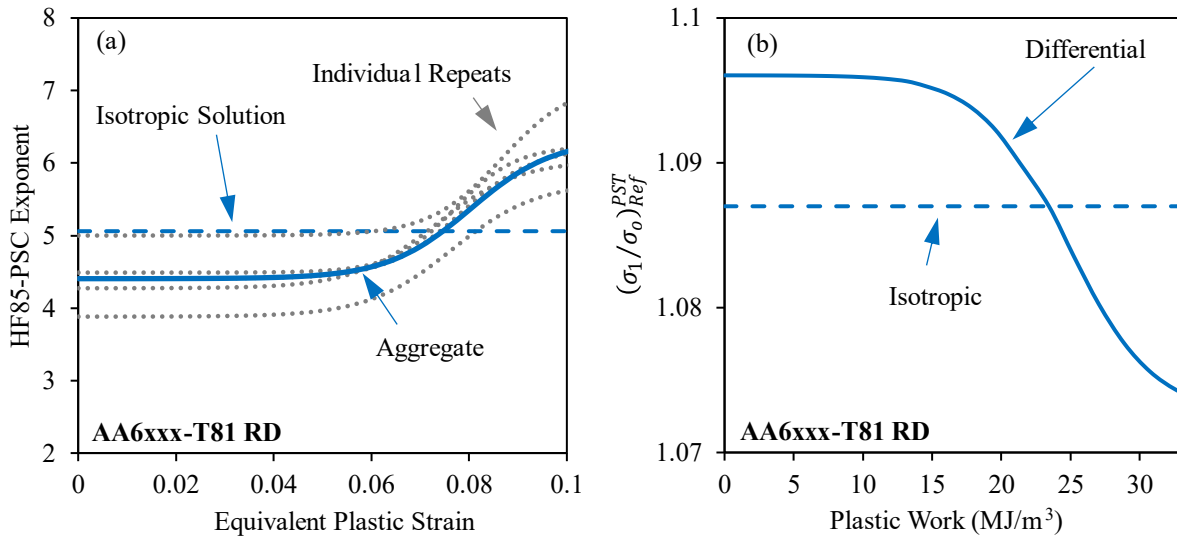 (a)
Individual Repeats
Isotropic Solution
Aggregate
AA6xxx-T81 RD
HF85-PSC Exponent
8
7
6
5
4
3
2
0
0.02
0.04
0.06
0.08
0.1
Equivalent Plastic Strain
(b)
Differential
Isotropic
AA6xxx-T81 RD
(σ₁/σₒ)ᴾˢᵀ_Ref
1.1
1.09
1.08
1.07
0
5
10
15
20
25
30
Plastic Work (MJ/m³)